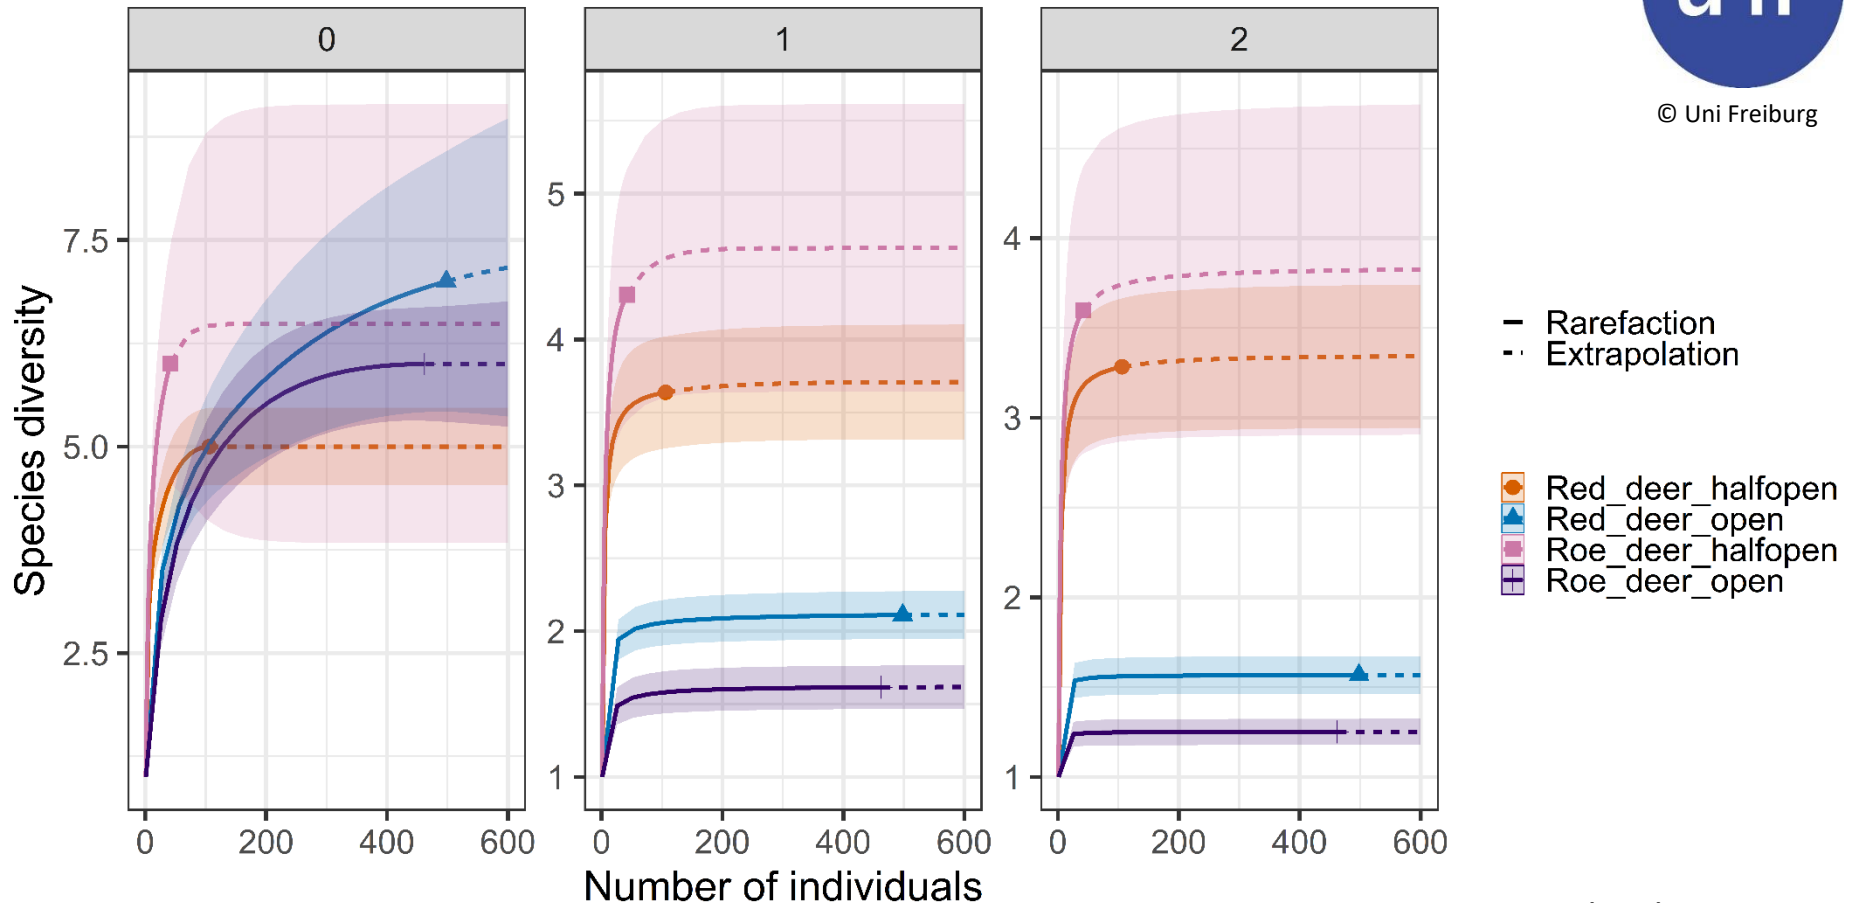 0 1 2
© Uni Freiburg
Species diversity
7.5
5.0
2.5
5
4
3
2
1
4
3
2
1
0 200 400 600 0 200 400 600 0 200 400 600
Number of individuals
Rarefaction
Extrapolation
Red_deer_halfopen
Red_deer_open
Roe_deer_halfopen
Roe_deer_open